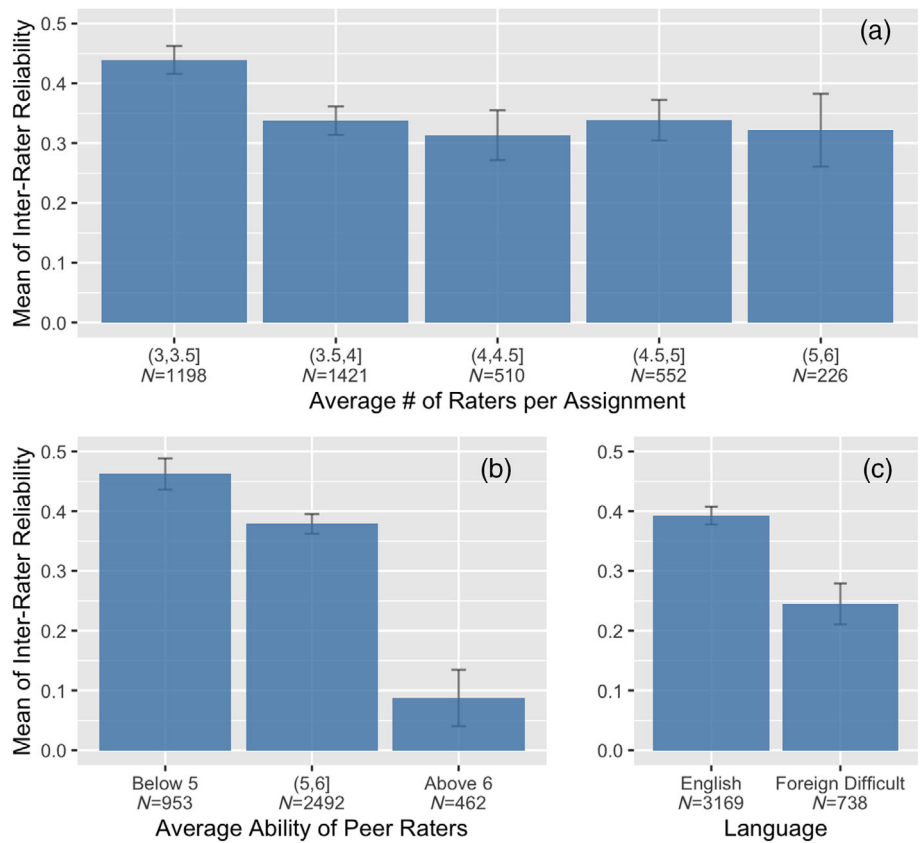 (a)
Mean of Inter-Rater Reliability
0.5
0.4
0.3
0.2
0.1
0.0
(3,3.5] (3.5,4] (4,4.5] (4.5,5] (5,6]
N=1198 N=1421 N=510 N=552 N=226
Average # of Raters per Assignment
(b)
Mean of Inter-Rater Reliability
0.5
0.4
0.3
0.2
0.1
0.0
Below 5 (5,6] Above 6
N=953 N=2492 N=462
Average Ability of Peer Raters
(c)
0.5
0.4
0.3
0.2
0.1
0.0
English Foreign Difficult
N=3169 N=738
Language